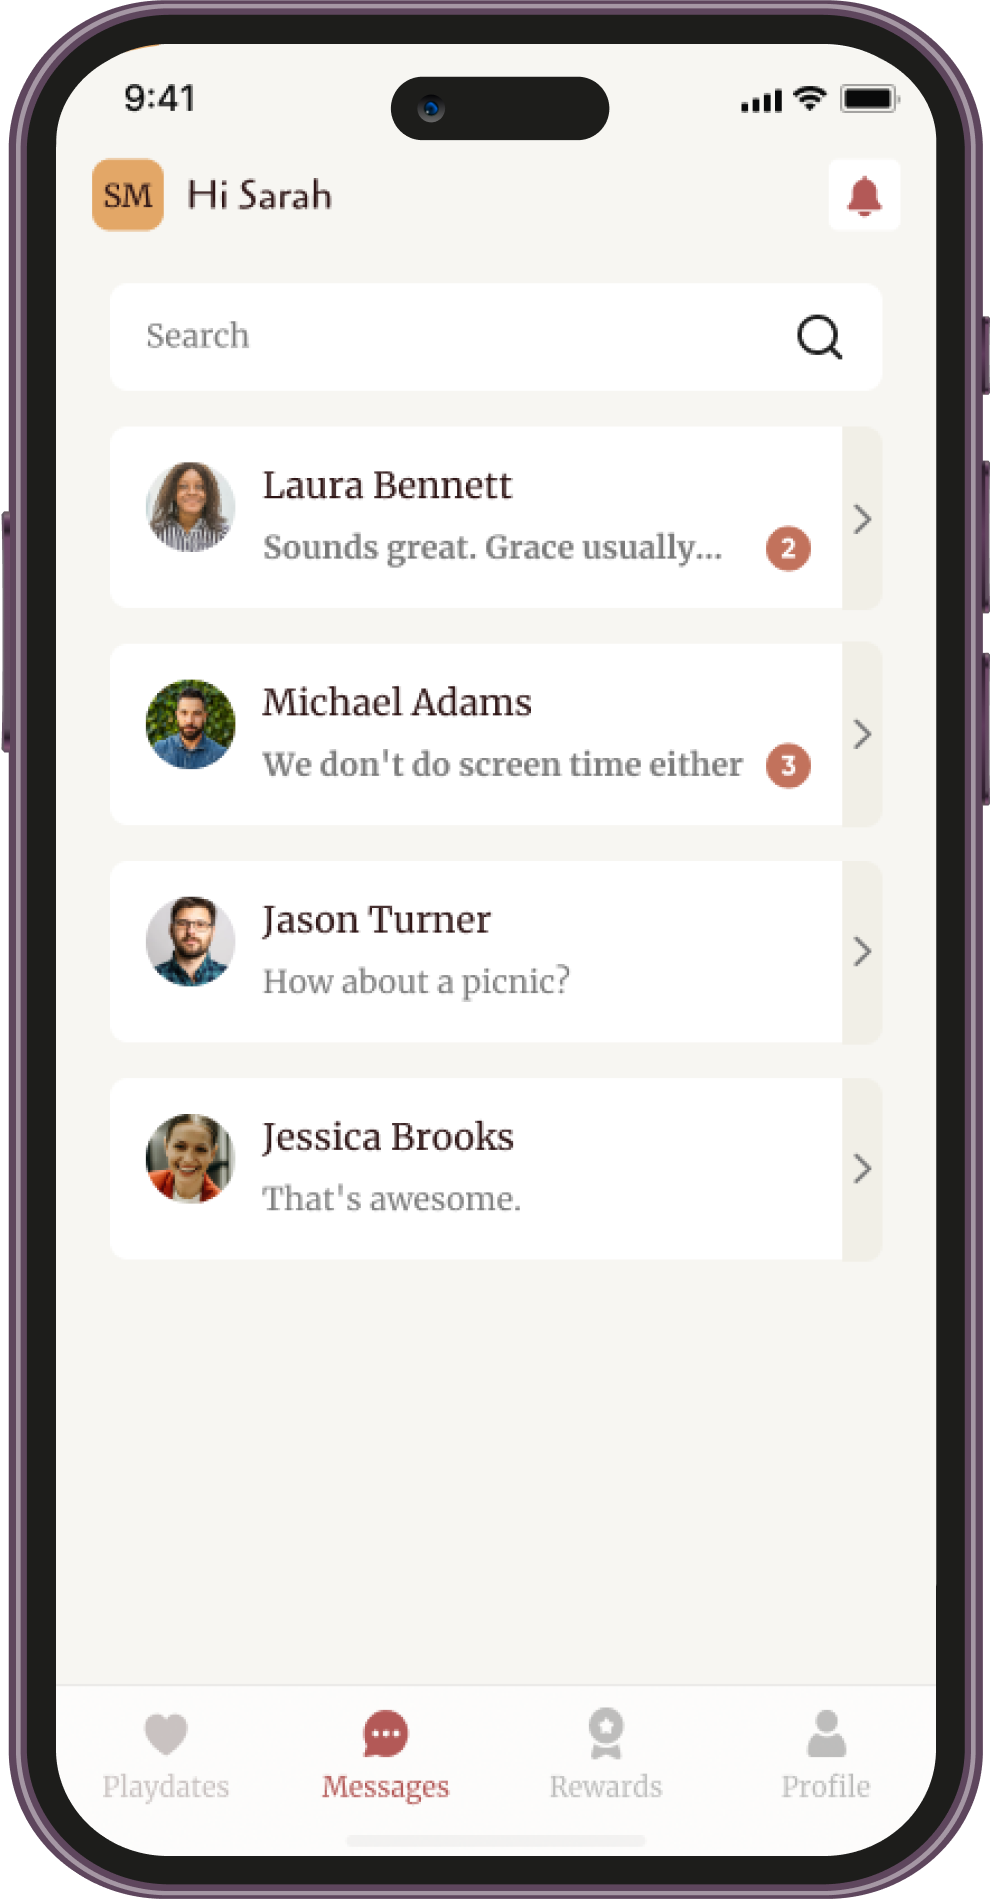 9:41
SM
Hi Sarah
Search
Laura Bennett
Sounds great. Grace usually...
2
Michael Adams
We don't do screen time either
3
Jason Turner
How about a picnic?
Jessica Brooks
That's awesome.
Playdates Messages Rewards Profile